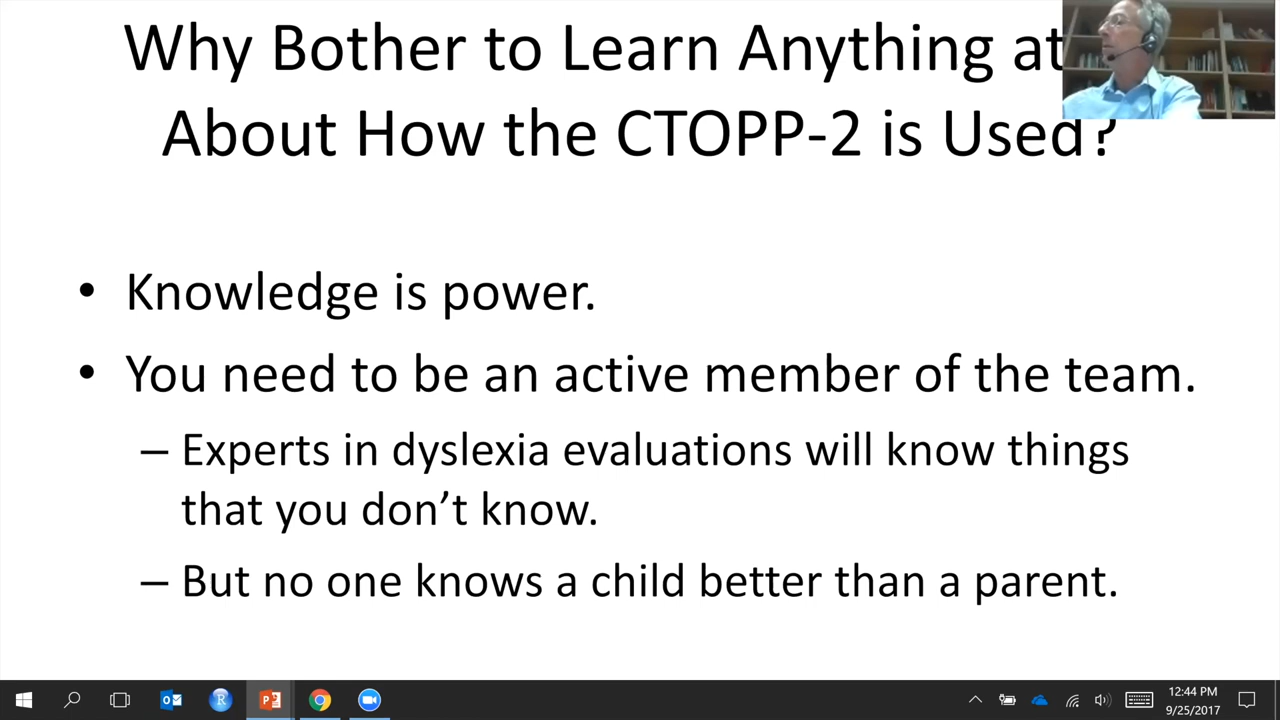 Why Bother to Learn Anything at
About How the CTOPP-2 is Used?
• Knowledge is power.
• You need to be an active member of the team.
– Experts in dyslexia evaluations will know things
that you don’t know.
– But no one knows a child better than a parent.
12:44 PM
9/25/2017